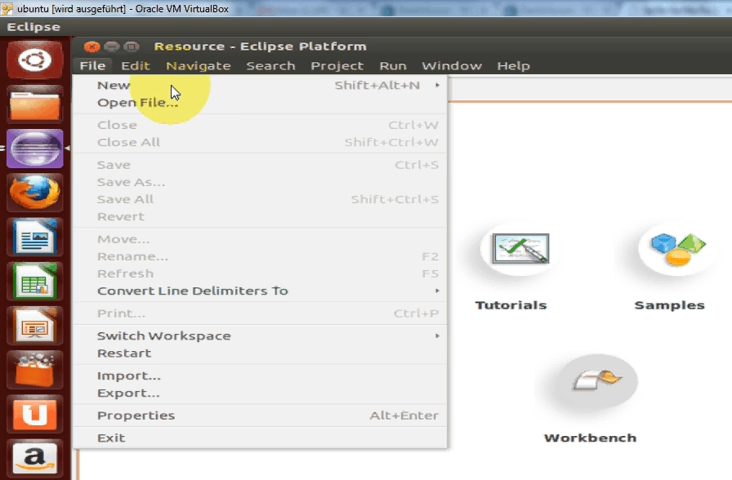 ubuntu [wird ausgeführt] - Oracle VM VirtualBox
Eclipse
Resource - Eclipse Platform
File Edit Navigate Search Project Run Window Help
New Shift+Alt+N
Open File...
Close Ctrl+W
Close All Shift+Ctrl+W
Save Ctrl+S
Save As...
Save All Shift+Ctrl+S
Revert
Move...
Rename... F2
Refresh F5
Convert Line Delimiters To
Print... Ctrl+P
Switch Workspace
Restart
Import...
Export...
Properties Alt+Enter
Exit
Tutorials Samples
Workbench